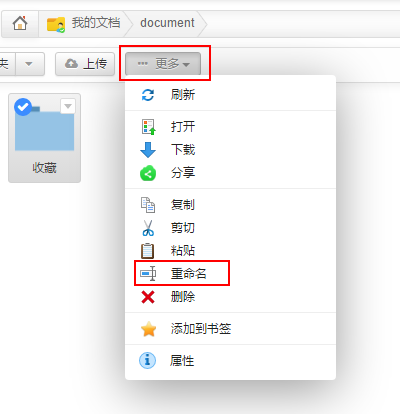 我的文档 document
夹 上传 ··· 更多
收藏
刷新
打开
下载
分享
复制
剪切
粘贴
重命名
删除
添加到书签
属性